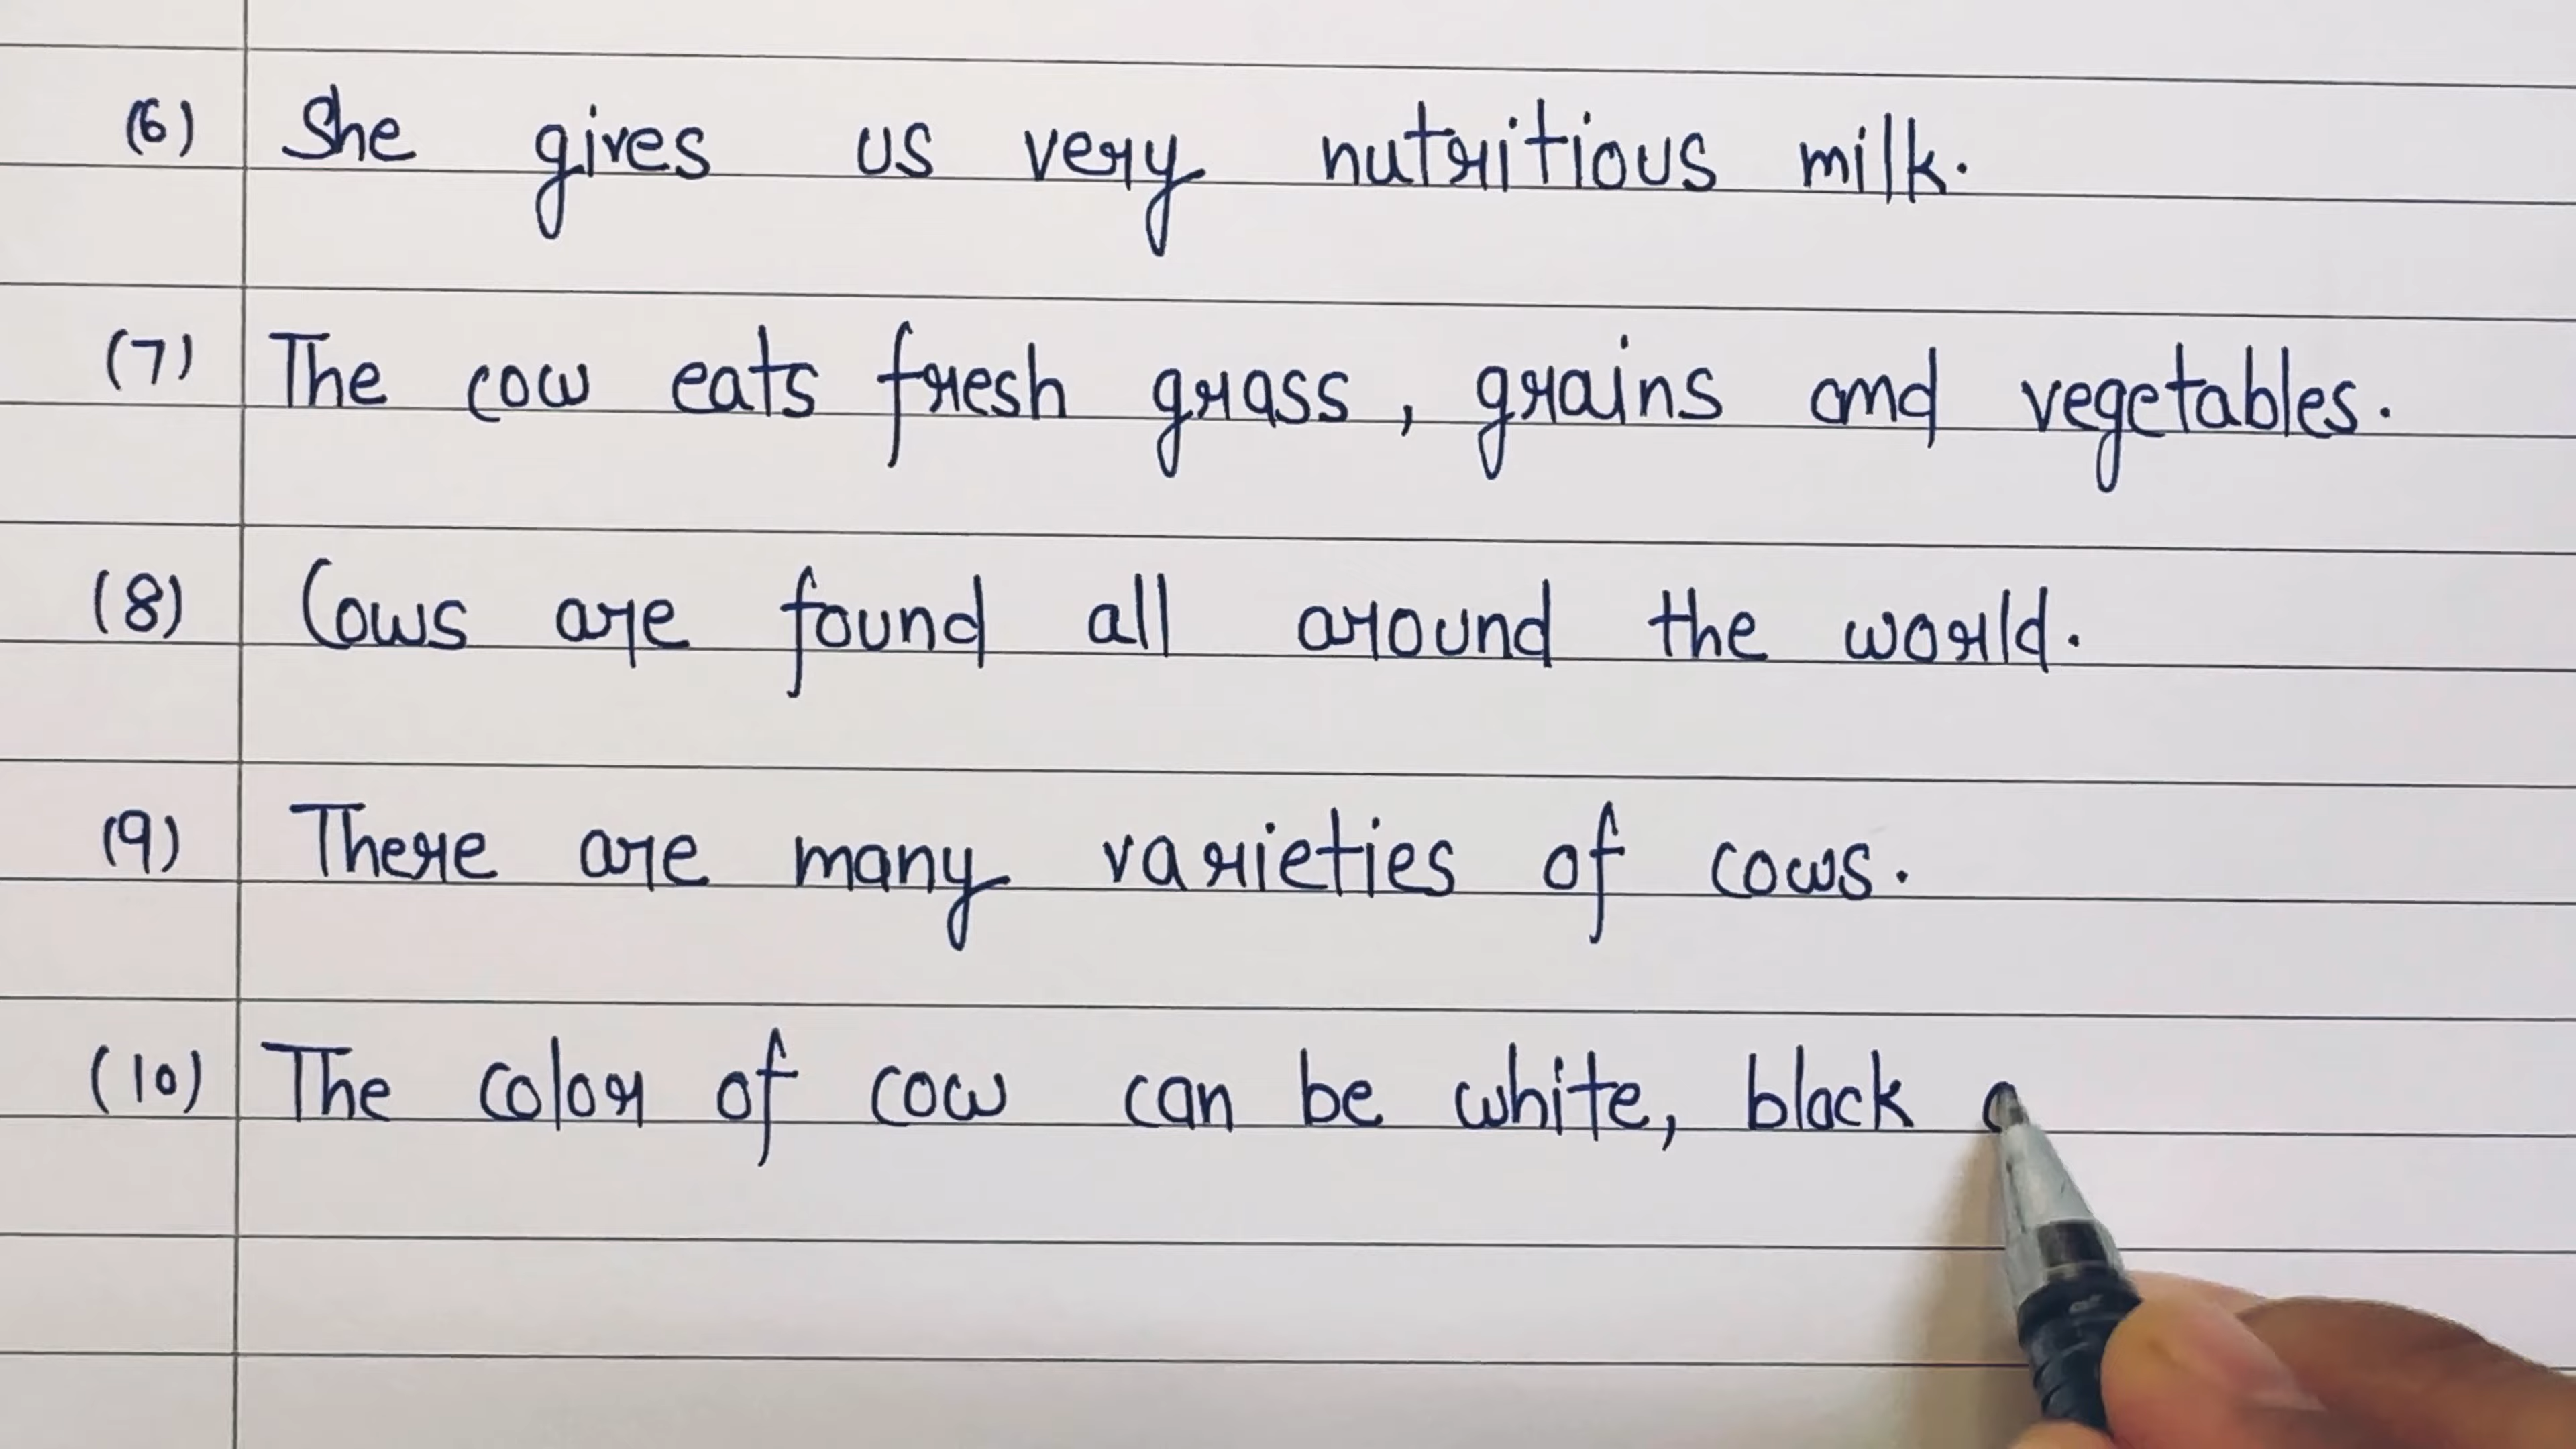 (6) She gives us very nutritious milk.
(7) The cow eats fresh grass, grains and vegetables.
(8) Cows are found all around the world.
(9) There are many varieties of cows.
(10) The color of cow can be white, black